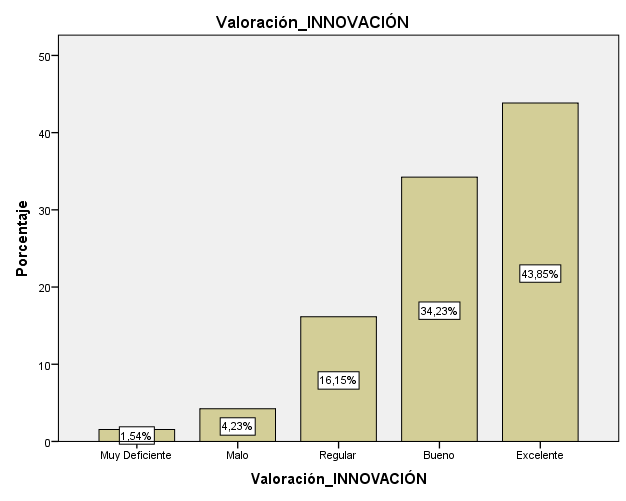 Valoración_INNOVACIÓN
Porcentaje
50
40
30
20
10
0
1,54%
4,23%
16,15%
34,23%
43,85%
Muy Deficiente
Malo
Regular
Bueno
Excelente
Valoración_INNOVACIÓN